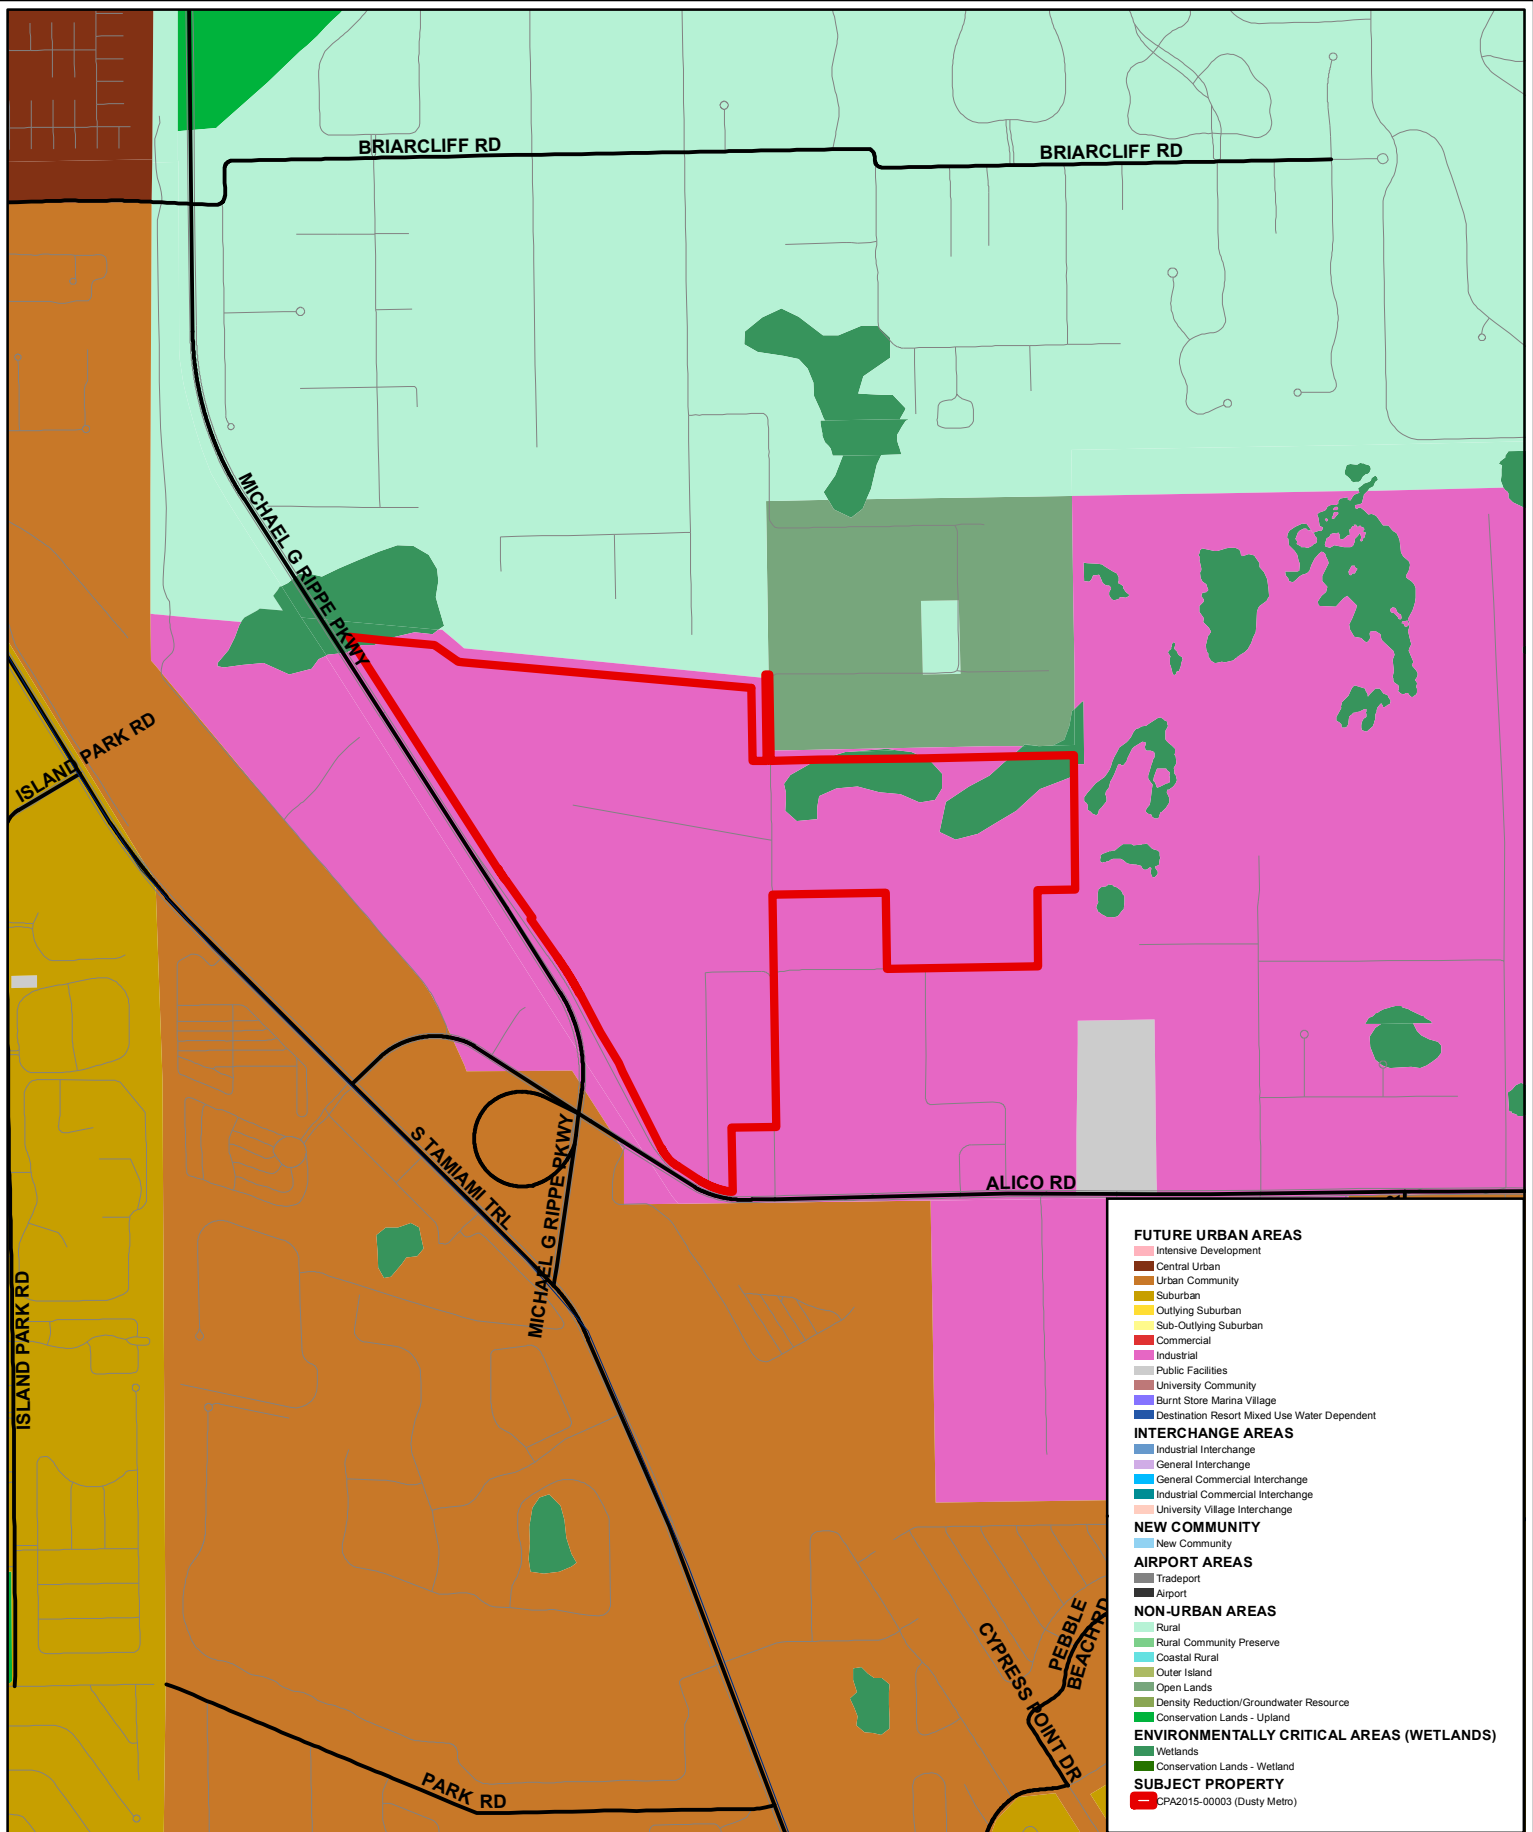 BRIARCLIFF RD
BRIARCLIFF RD
MICHAEL G RIPPE PKWY
ISLAND PARK RD
S TAMIAMI TRL
MICHAEL G RIPPE PKWY
ALICO RD
ISLAND PARK RD
PEBBLE
BEACH RD
CYPRESS POINT DR
PARK RD
FUTURE URBAN AREAS
Intensive Development
Central Urban
Urban Community
Suburban
Outlying Suburban
Sub-Outlying Suburban
Commercial
Industrial
Public Facilities
University Community
Burnt Store Marina Village
Destination Resort Mixed Use Water Dependent
INTERCHANGE AREAS
Industrial Interchange
General Interchange
General Commercial Interchange
Industrial Commercial Interchange
University Village Interchange
NEW COMMUNITY
New Community
AIRPORT AREAS
Tradeport
Airport
NON-URBAN AREAS
Rural
Rural Community Preserve
Coastal Rural
Outer Island
Open Lands
Density Reduction/Groundwater Resource
Conservation Lands - Upland
ENVIRONMENTALLY CRITICAL AREAS (WETLANDS)
Wetlands
Conservation Lands - Wetland
SUBJECT PROPERTY
CPA2015-00003 (Dusty Metro)